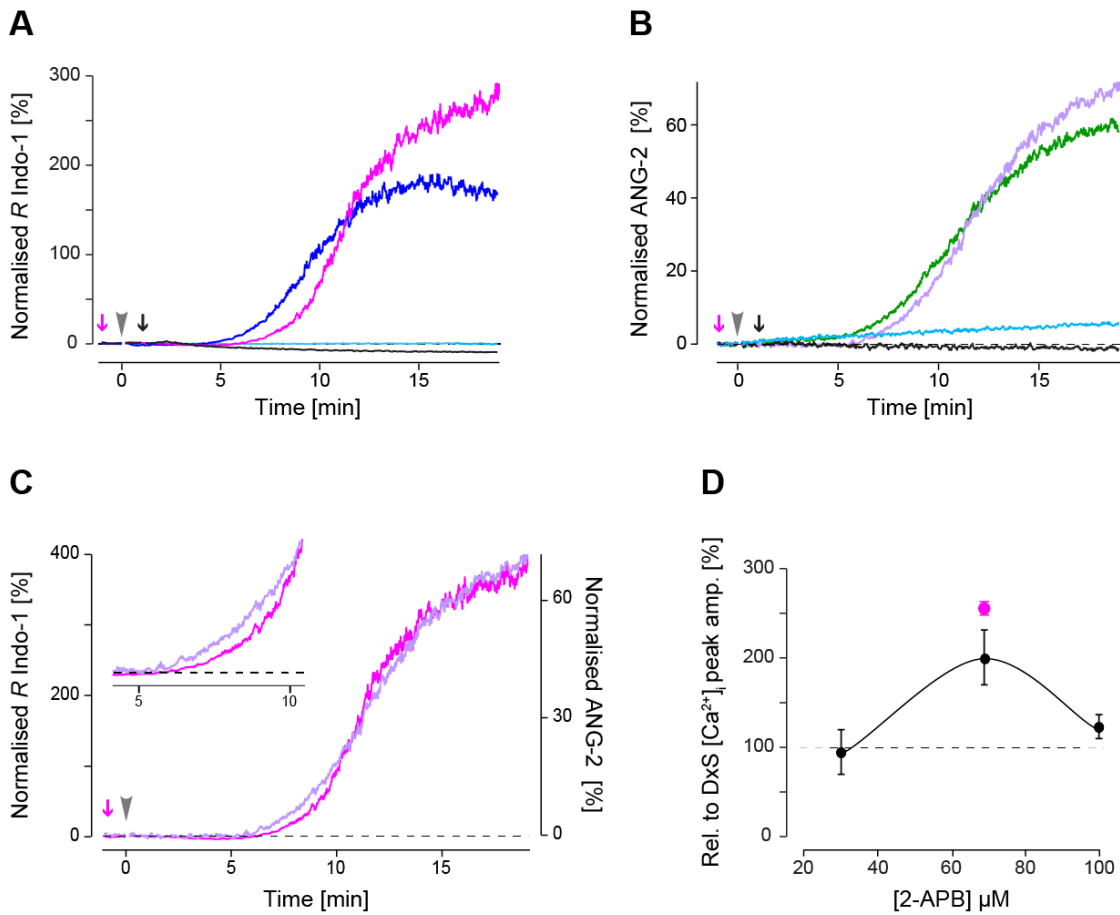 A
Normalised R Indo-1 [%]
300
200
100
0
0 5 10 15
Time [min]
B
Normalised ANG-2 [%]
60
40
20
0
0 5 10 15
Time [min]
C
Normalised R Indo-1 [%]
400
200
0
5 10
60
30
0
Normalised ANG-2 [%]
0 5 10 15
Time [min]
D
Rel. to DxS [Ca²⁺]ᵢ peak amp. [%]
300
200
100
0
20 40 60 80 100
[2-APB] µM